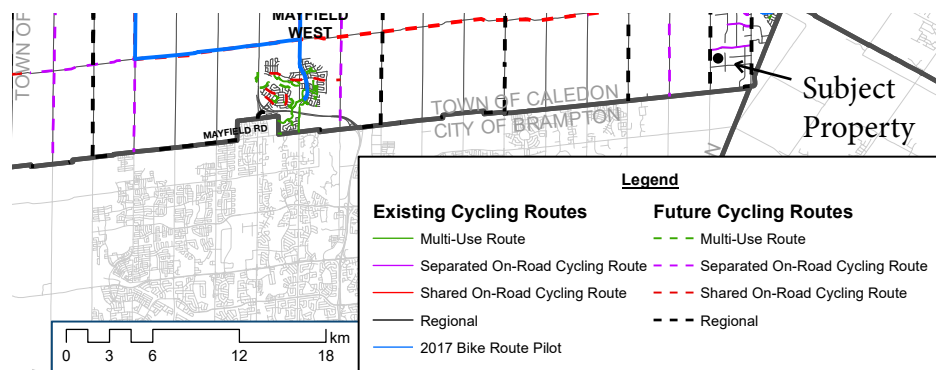 MAYFIELD
WEST
TOWN OF
TOWN OF CALEDON
CITY OF BRAMPTON
MAYFIELD RD
Subject
Property
N
Legend
Existing Cycling Routes
Multi-Use Route
Separated On-Road Cycling Route
Shared On-Road Cycling Route
Regional
2017 Bike Route Pilot
Future Cycling Routes
Multi-Use Route
Separated On-Road Cycling Route
Shared On-Road Cycling Route
Regional
km
0 3 6 12 18